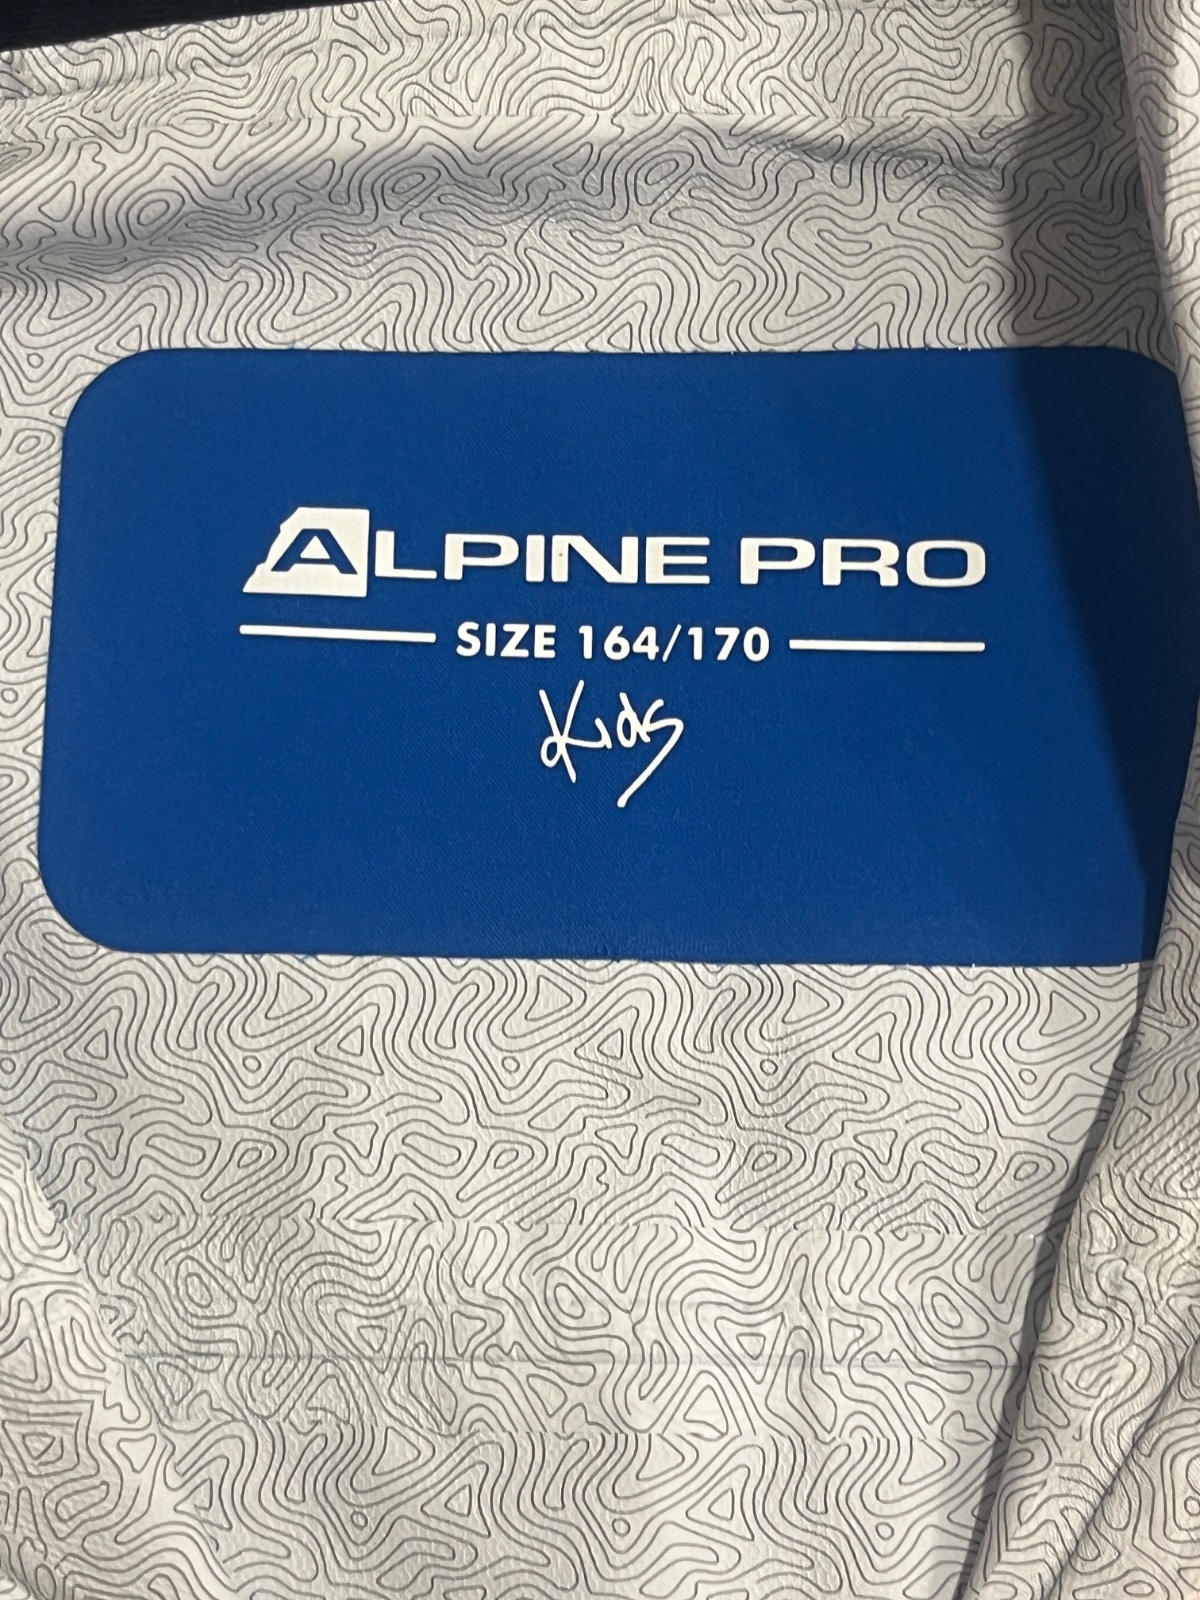 ALPINE PRO
SIZE 164/170
Kids